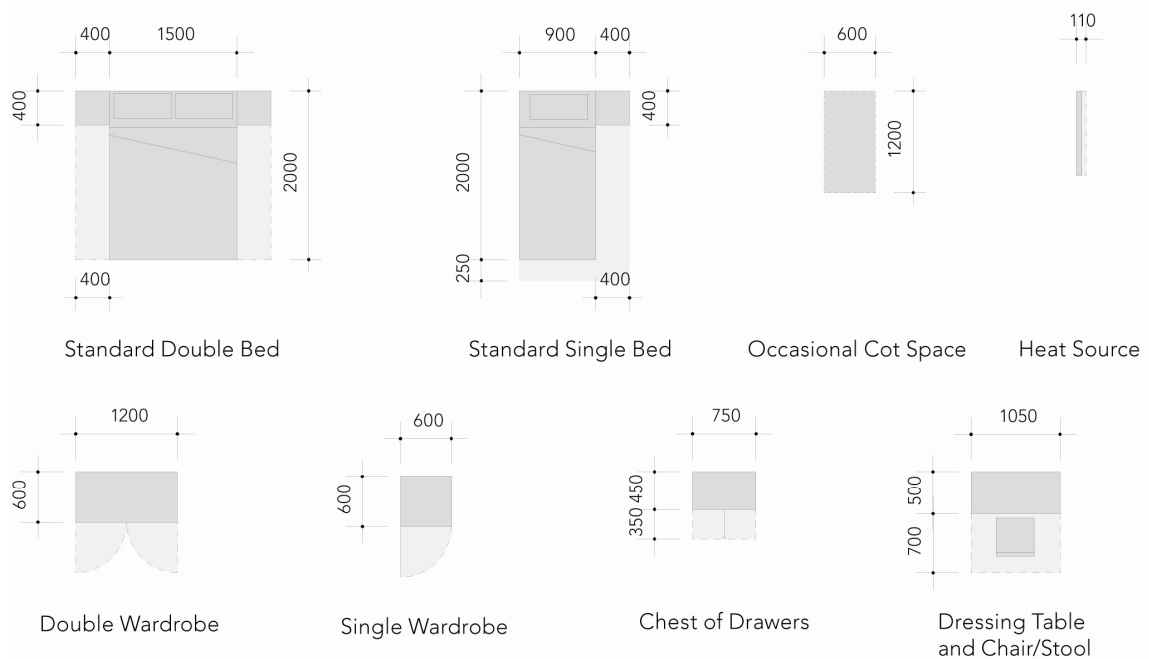 400 1500
400
2000
400
Standard Double Bed
900 400
400
2000
250
400
Standard Single Bed
600
1200
Occasional Cot Space
110
Heat Source
1200
600
Double Wardrobe
600
600
Single Wardrobe
750
450
350
Chest of Drawers
1050
500
700
Dressing Table
and Chair/Stool